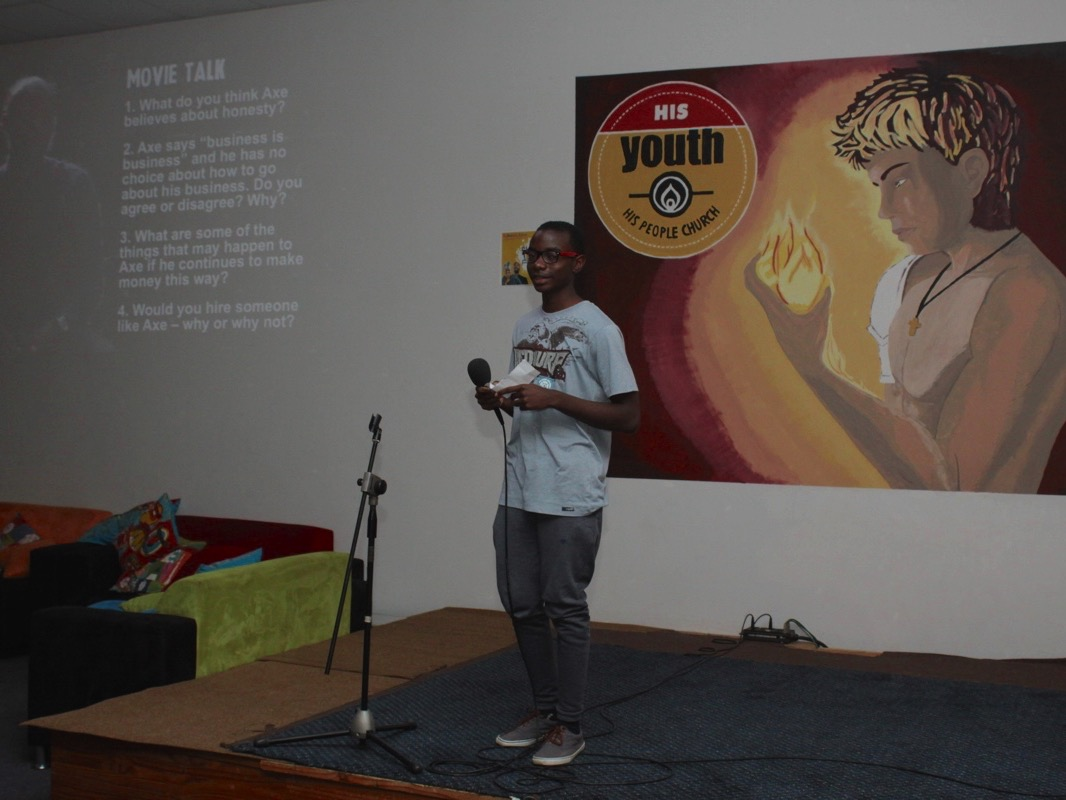 MOVIE TALK
1. What do you think Axe
believes about honesty?
2. Axe says “business is
business” and he has no
choice about how to go
about his business. Do you
agree or disagree? Why?
3. What are some of the
things that may happen to
Axe if he continues to make
money this way?
4. Would you hire someone
like Axe – why or why not?
HIS
youth
HIS PEOPLE CHURCH